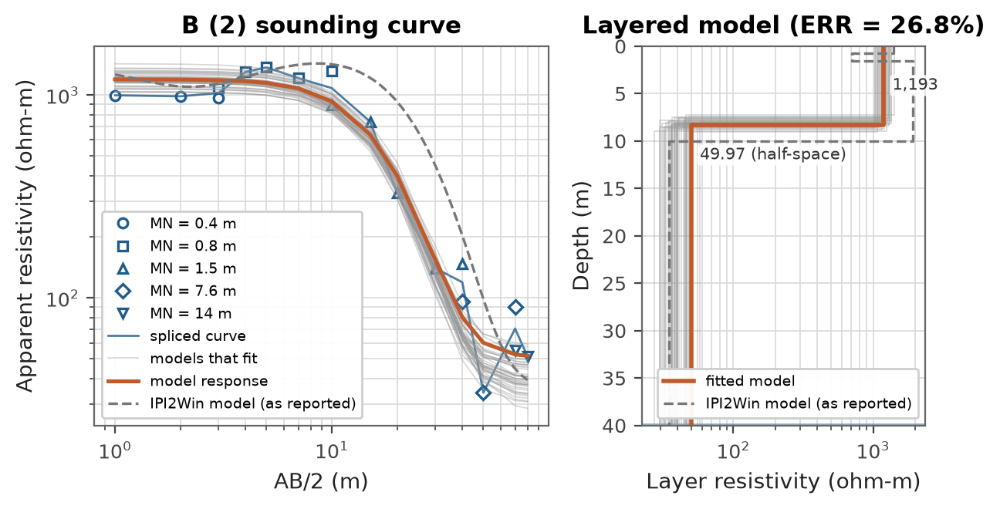 B (2) sounding curve
Apparent resistivity (ohm-m)
10³
10²
MN = 0.4 m
MN = 0.8 m
MN = 1.5 m
MN = 7.6 m
MN = 14 m
spliced curve
models that fit
model response
IPI2Win model (as reported)
10⁰
10¹
AB/2 (m)
Layered model (ERR = 26.8%)
Depth (m)
0
5
10
15
20
25
30
35
40
1,193
49.97 (half-space)
fitted model
IPI2Win model (as reported)
10²
10³
Layer resistivity (ohm-m)